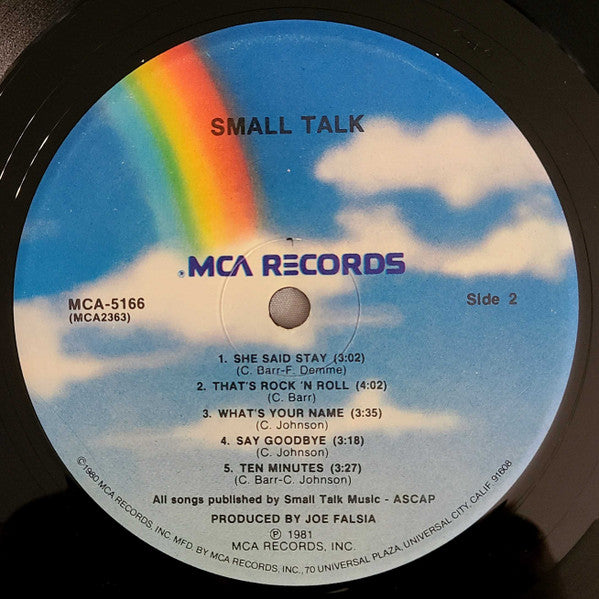 SMALL TALK
MCA RECORDS
MCA-5166
Side 2
(MCA2363)
1. SHE SAID STAY (3:02)
(C. Barr-F. Demme)
2. THAT'S ROCK 'N ROLL (4:02)
(C. Barr)
3. WHAT'S YOUR NAME (3:35)
(C. Johnson)
4. SAY GOODBYE (3:18)
(C. Johnson)
5. TEN MINUTES (3:27)
(C. Barr-C. Johnson)
All songs published by Small Talk Music - ASCAP
PRODUCED BY JOE FALSIA
Ⓟ 1981
MCA RECORDS, INC.
©1980 MCA RECORDS, INC. MFD. BY MCA RECORDS, INC., 70 UNIVERSAL PLAZA, UNIVERSAL CITY, CALIF. 91608